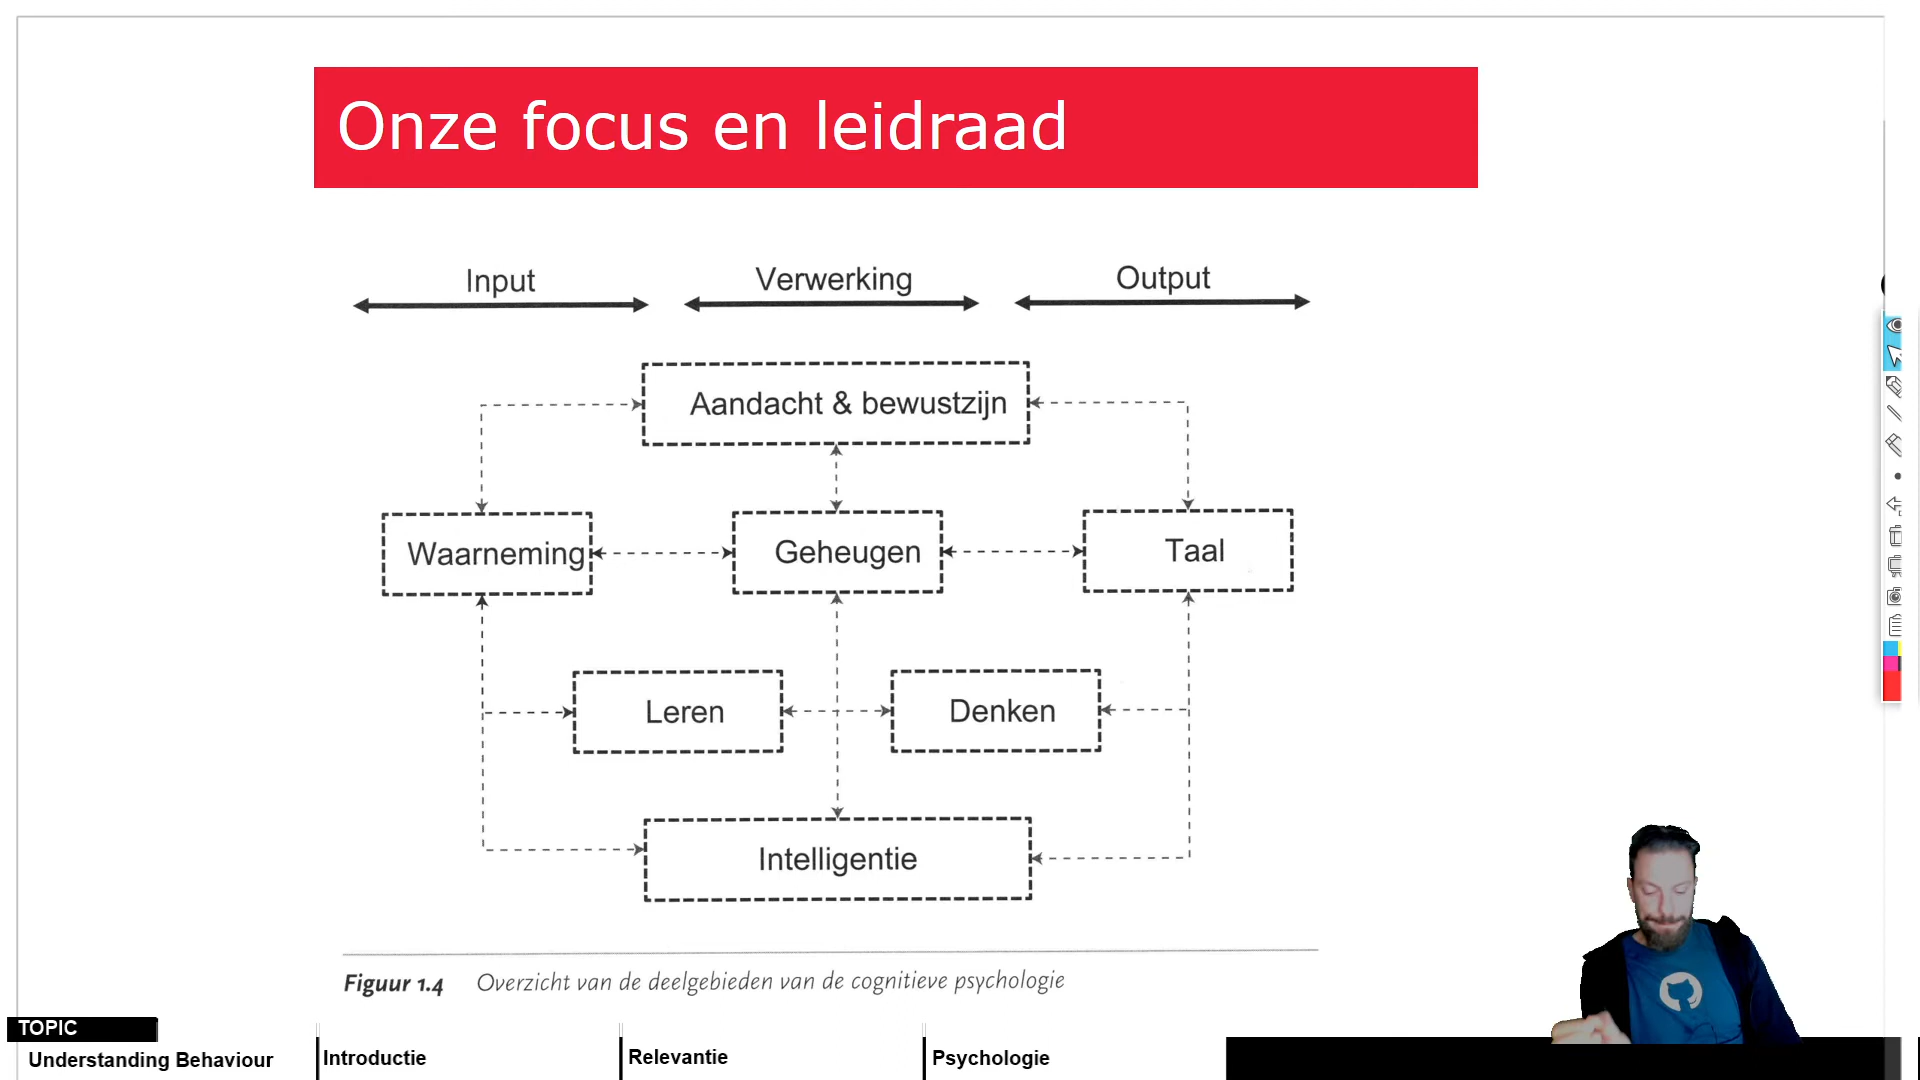 Onze focus en leidraad
Input
Verwerking
Output
Aandacht & bewustzijn
Waarneming
Geheugen
Taal
Leren
Denken
Intelligentie
Figuur 1.4 Overzicht van de deelgebieden van de cognitieve psychologie
TOPIC
Understanding Behaviour
Introductie
Relevantie
Psychologie